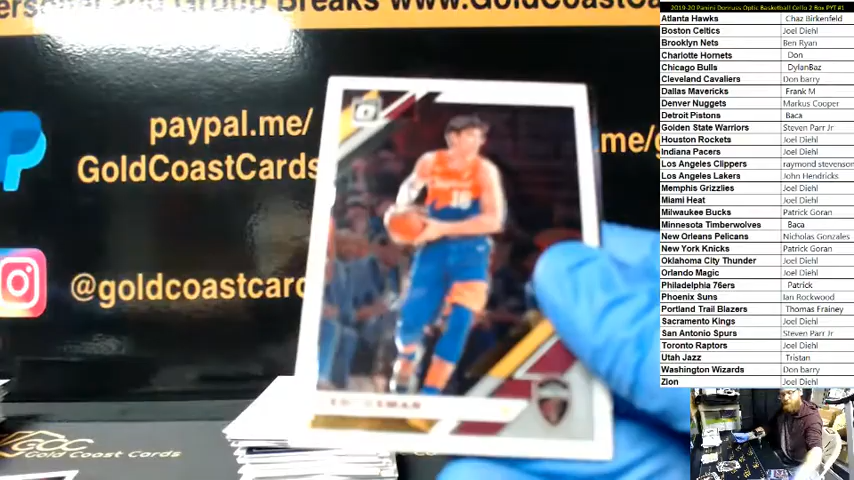 ersonal and Group Breaks www.GoldCoastCa
paypal.me/
GoldCoastCards
me/
@goldcoastcards
GCC
Gold Coast Cards
2019-20 Panini Donruss Optic Basketball Cello 2 Box PYT #1
Atlanta Hawks Chaz Birkenfeld
Boston Celtics Joel Diehl
Brooklyn Nets Ben Ryan
Charlotte Hornets Don
Chicago Bulls DylanBaz
Cleveland Cavaliers Don barry
Dallas Mavericks Frank M
Denver Nuggets Markus Cooper
Detroit Pistons Baca
Golden State Warriors Steven Parr Jr
Houston Rockets Joel Diehl
Indiana Pacers Joel Diehl
Los Angeles Clippers raymond stevenson
Los Angeles Lakers John Hendricks
Memphis Grizzlies Joel Diehl
Miami Heat Joel Diehl
Milwaukee Bucks Patrick Goran
Minnesota Timberwolves Baca
New Orleans Pelicans Nicholas Gonzales
New York Knicks Patrick Goran
Oklahoma City Thunder Joel Diehl
Orlando Magic Joel Diehl
Philadelphia 76ers Patrick
Phoenix Suns Ian Rockwood
Portland Trail Blazers Thomas Frainey
Sacramento Kings Joel Diehl
San Antonio Spurs Steven Parr Jr
Toronto Raptors Joel Diehl
Utah Jazz Tristan
Washington Wizards Don barry
Zion Joel Diehl